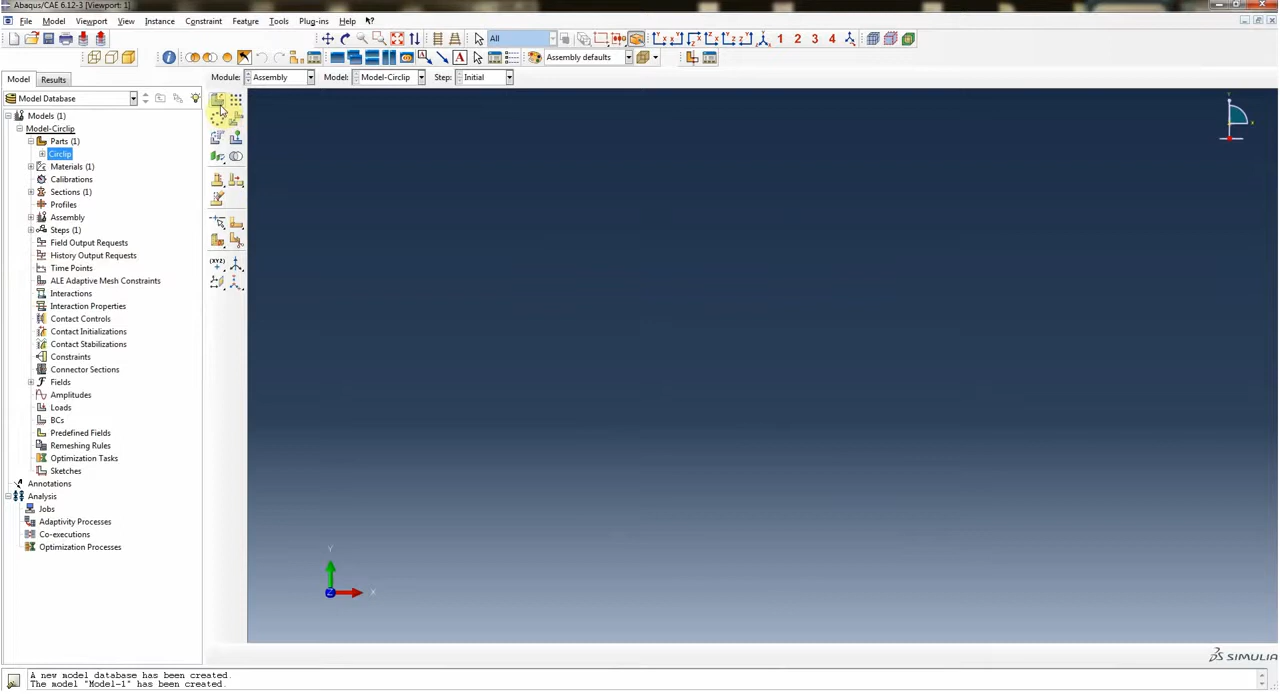 Abaqus/CAE 6.12-3 [Viewport: 1]
File Model Viewport View Instance Constraint Feature Tools Plug-ins Help
All 1 2 3 4
A Assembly defaults
Model Results
Module: Assembly Model: Model-Circlip Step: Initial
Model Database
Models (1)
Model-Circlip
Parts (1)
Circlip
Materials (1)
Calibrations
Sections (1)
Profiles
Assembly
Steps (1)
Field Output Requests
History Output Requests
Time Points
ALE Adaptive Mesh Constraints
Interactions
Interaction Properties
Contact Controls
Contact Initializations
Contact Stabilizations
Constraints
Connector Sections
Fields
Amplitudes
Loads
BCs
Predefined Fields
Remeshing Rules
Optimization Tasks
Sketches
Annotations
Analysis
Jobs
Adaptivity Processes
Co-executions
Optimization Processes
(XYZ)
Y
X
Z
Y
X
SIMULIA
A new model database has been created.
The model "Model-1" has been created.